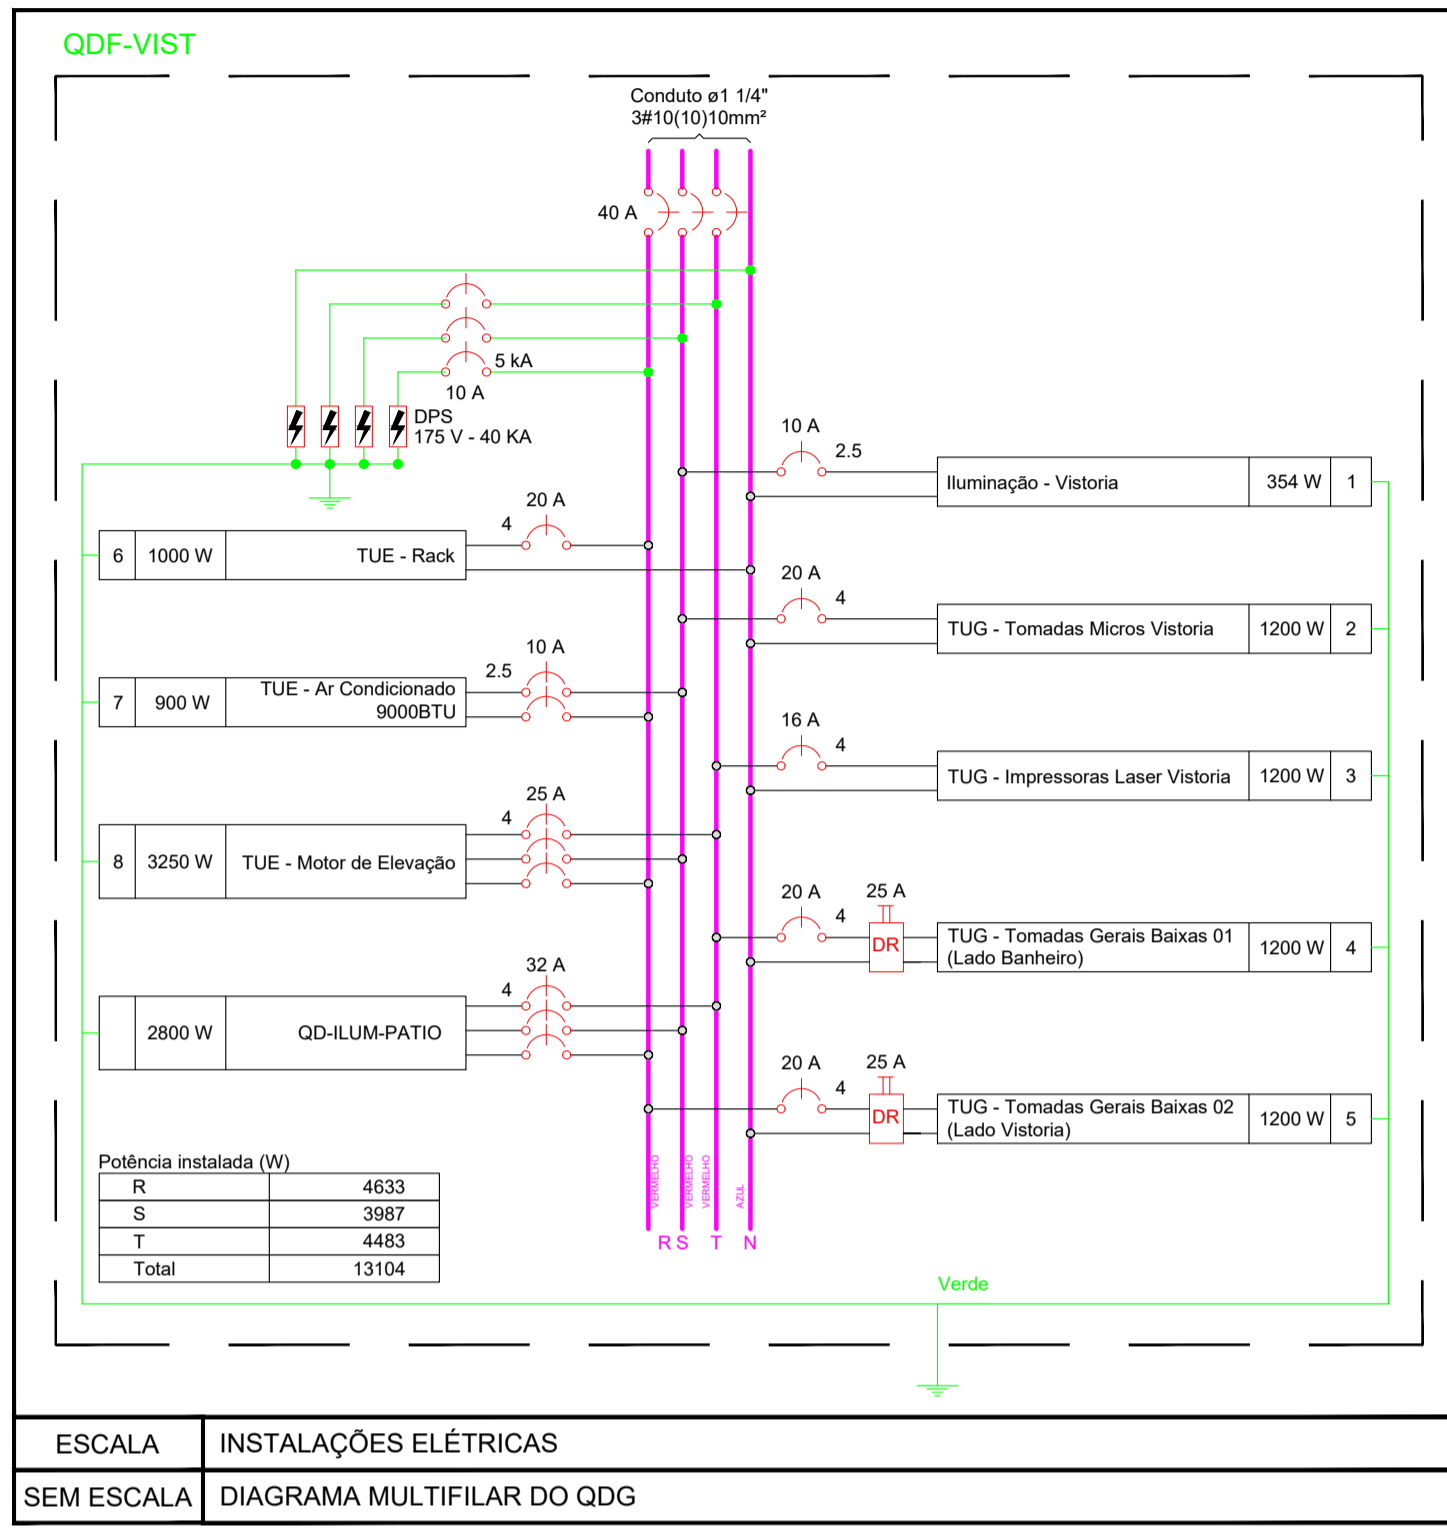 QDF-VIST
Conduto ø1 1/4"
3#10(10)10mm²
40 A
5 kA
10 A
DPS
175 V - 40 KA
10 A
2.5
Iluminação - Vistoria 354 W 1
20 A
4
6 1000 W TUE - Rack
20 A
4
TUG - Tomadas Micros Vistoria 1200 W 2
10 A
2.5
7 900 W TUE - Ar Condicionado
9000BTU
16 A
4
TUG - Impressoras Laser Vistoria 1200 W 3
25 A
4
8 3250 W TUE - Motor de Elevação
20 A 25 A
4
DR
TUG - Tomadas Gerais Baixas 01
(Lado Banheiro)
1200 W 4
32 A
4
2800 W QD-ILUM-PATIO
20 A 25 A
4
DR
TUG - Tomadas Gerais Baixas 02
(Lado Vistoria)
1200 W 5
Potência instalada (W)
R 4633
S 3987
T 4483
Total 13104
VERMELHO
VERMELHO
VERMELHO
AZUL
R S T N
Verde
ESCALA INSTALAÇÕES ELÉTRICAS
SEM ESCALA DIAGRAMA MULTIFILAR DO QDG